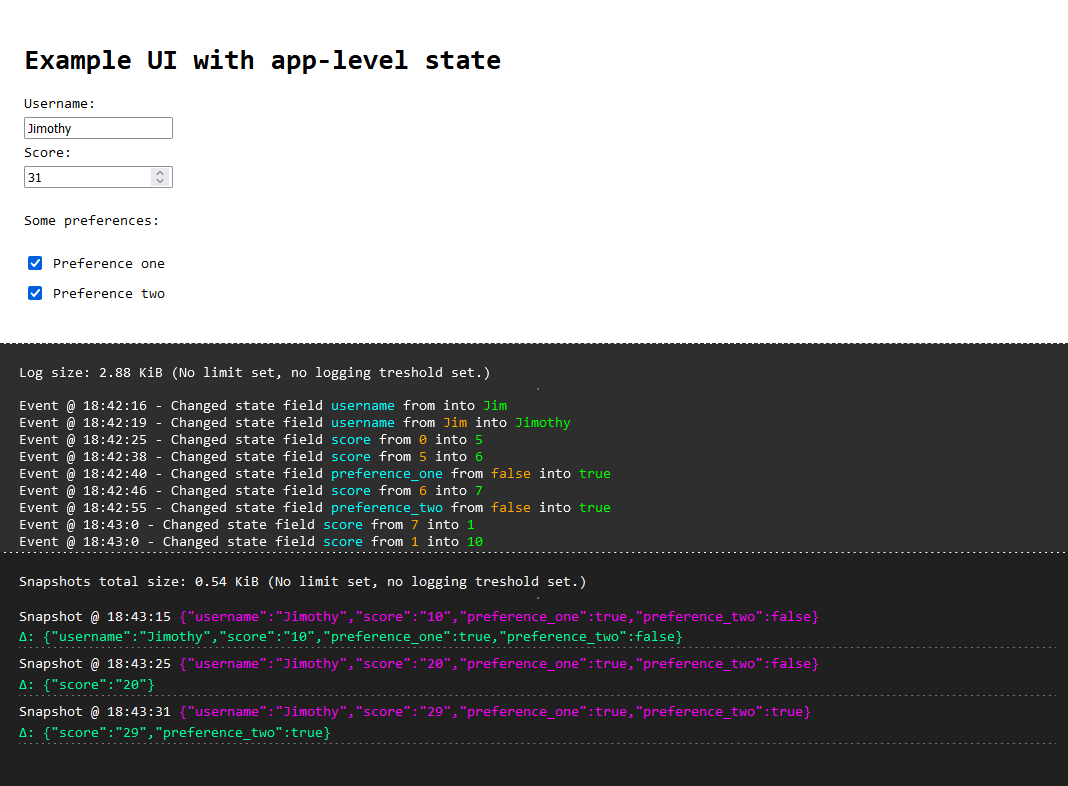 Example UI with app-level state
Username:
Jimothy
Score:
31
Some preferences:
Preference one
Preference two
Log size: 2.88 KiB (No limit set, no logging treshold set.)
Event @ 18:42:16 - Changed state field username from into Jim
Event @ 18:42:19 - Changed state field username from Jim into Jimothy
Event @ 18:42:25 - Changed state field score from 0 into 5
Event @ 18:42:38 - Changed state field score from 5 into 6
Event @ 18:42:40 - Changed state field preference_one from false into true
Event @ 18:42:46 - Changed state field score from 6 into 7
Event @ 18:42:55 - Changed state field preference_two from false into true
Event @ 18:43:0 - Changed state field score from 7 into 1
Event @ 18:43:0 - Changed state field score from 1 into 10
Snapshots total size: 0.54 KiB (No limit set, no logging treshold set.)
Snapshot @ 18:43:15 {"username":"Jimothy","score":"10","preference_one":true,"preference_two":false}
Δ: {"username":"Jimothy","score":"10","preference_one":true,"preference_two":false}
Snapshot @ 18:43:25 {"username":"Jimothy","score":"20","preference_one":true,"preference_two":false}
Δ: {"score":"20"}
Snapshot @ 18:43:31 {"username":"Jimothy","score":"29","preference_one":true,"preference_two":true}
Δ: {"score":"29","preference_two":true}